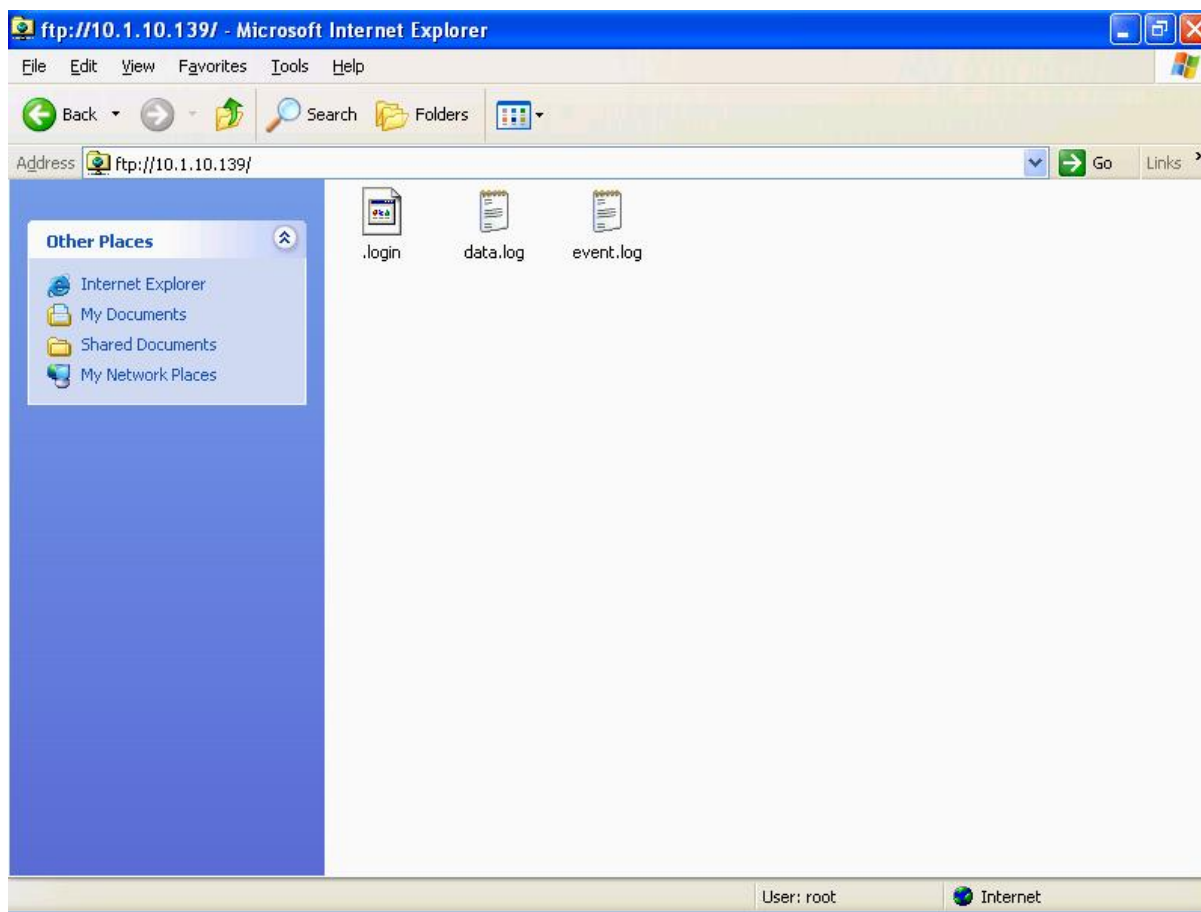 ftp://10.1.10.139/ - Microsoft Internet Explorer
File Edit View Favorites Tools Help
Back Search Folders
Address ftp://10.1.10.139/ Go Links
Other Places
Internet Explorer
My Documents
Shared Documents
My Network Places
.login data.log event.log
User: root Internet